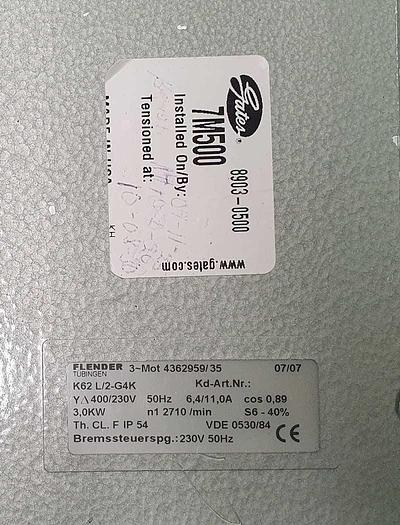 Gates®
7M500
8903-0500
Installed On/By:
Tensioned at:
www.gates.com
KH
FLENDER 3~Mot 4362959/35 07/07
TÜBINGEN
K62 L/2-G4K Kd-Art.Nr.:
Y△400/230V 50Hz 6,4/11,0A cos 0,89
3,0KW n1 2710/min S6 - 40%
Th. CL. F IP 54 VDE 0530/84
Bremssteuerspg.:230V 50Hz CE